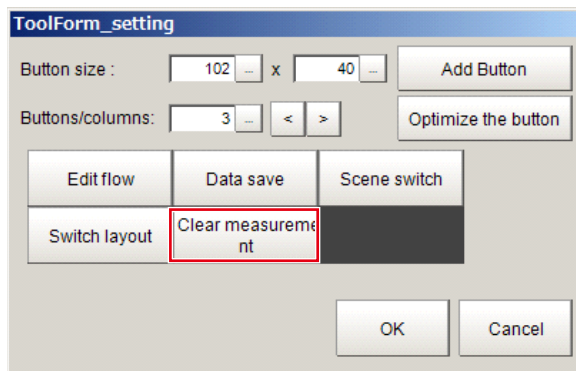 ToolForm_setting
Button size : 102 ... x 40 ... Add Button
Buttons/columns: 3 ... < > Optimize the button
Edit flow Data save Scene switch
Switch layout Clear measureme
nt
OK Cancel